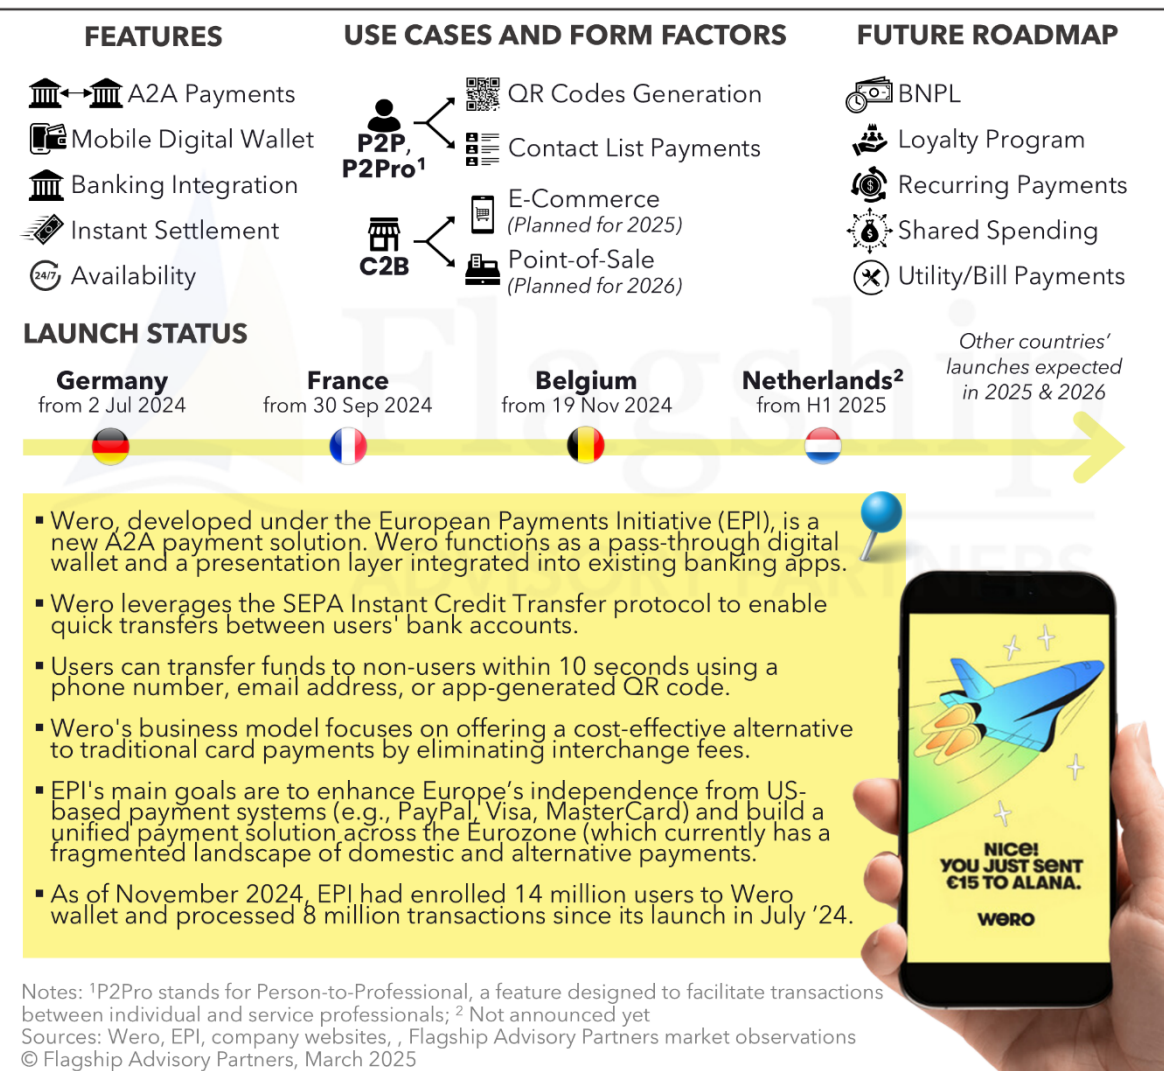 FEATURES
A2A Payments
Mobile Digital Wallet
Banking Integration
Instant Settlement
24/7
Availability
USE CASES AND FORM FACTORS
P2P,
P2Pro¹
QR Codes Generation
Contact List Payments
C2B
E-Commerce
(Planned for 2025)
Point-of-Sale
(Planned for 2026)
FUTURE ROADMAP
BNPL
Loyalty Program
Recurring Payments
Shared Spending
Utility/Bill Payments
LAUNCH STATUS
Germany
from 2 Jul 2024
France
from 30 Sep 2024
Belgium
from 19 Nov 2024
Netherlands²
from H1 2025
Other countries’
launches expected
in 2025 & 2026
Flagship
ADVISORY PARTNERS
▪ Wero, developed under the European Payments Initiative (EPI), is a
new A2A payment solution. Wero functions as a pass-through digital
wallet and a presentation layer integrated into existing banking apps.
▪ Wero leverages the SEPA Instant Credit Transfer protocol to enable
quick transfers between users' bank accounts.
▪ Users can transfer funds to non-users within 10 seconds using a
phone number, email address, or app-generated QR code.
▪ Wero's business model focuses on offering a cost-effective alternative
to traditional card payments by eliminating interchange fees.
▪ EPI's main goals are to enhance Europe’s independence from US-
based payment systems (e.g., PayPal, Visa, MasterCard) and build a
unified payment solution across the Eurozone (which currently has a
fragmented landscape of domestic and alternative payments.
▪ As of November 2024, EPI had enrolled 14 million users to Wero
wallet and processed 8 million transactions since its launch in July ’24.
NICe!
YOU JUST SeNT
€15 TO ALANA.
weRO
Notes: ¹P2Pro stands for Person-to-Professional, a feature designed to facilitate transactions
between individual and service professionals; ² Not announced yet
Sources: Wero, EPI, company websites, , Flagship Advisory Partners market observations
© Flagship Advisory Partners, March 2025